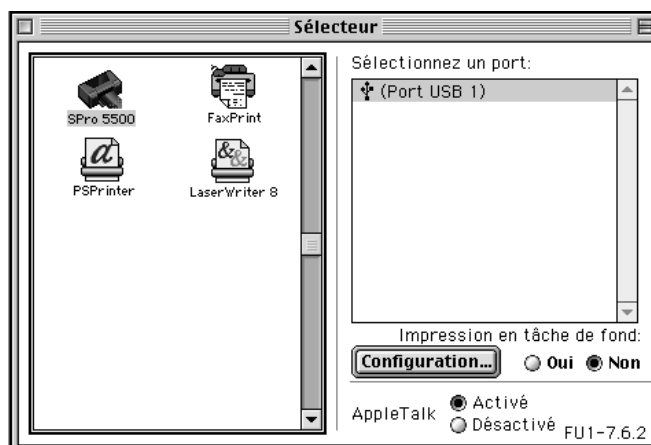 Sélecteur
SPro 5500
FaxPrint
PSPrinter
LaserWriter 8
Sélectionnez un port:
(Port USB 1)
Impression en tâche de fond:
Configuration...
Oui
Non
AppleTalk
Activé
Désactivé
FU1-7.6.2